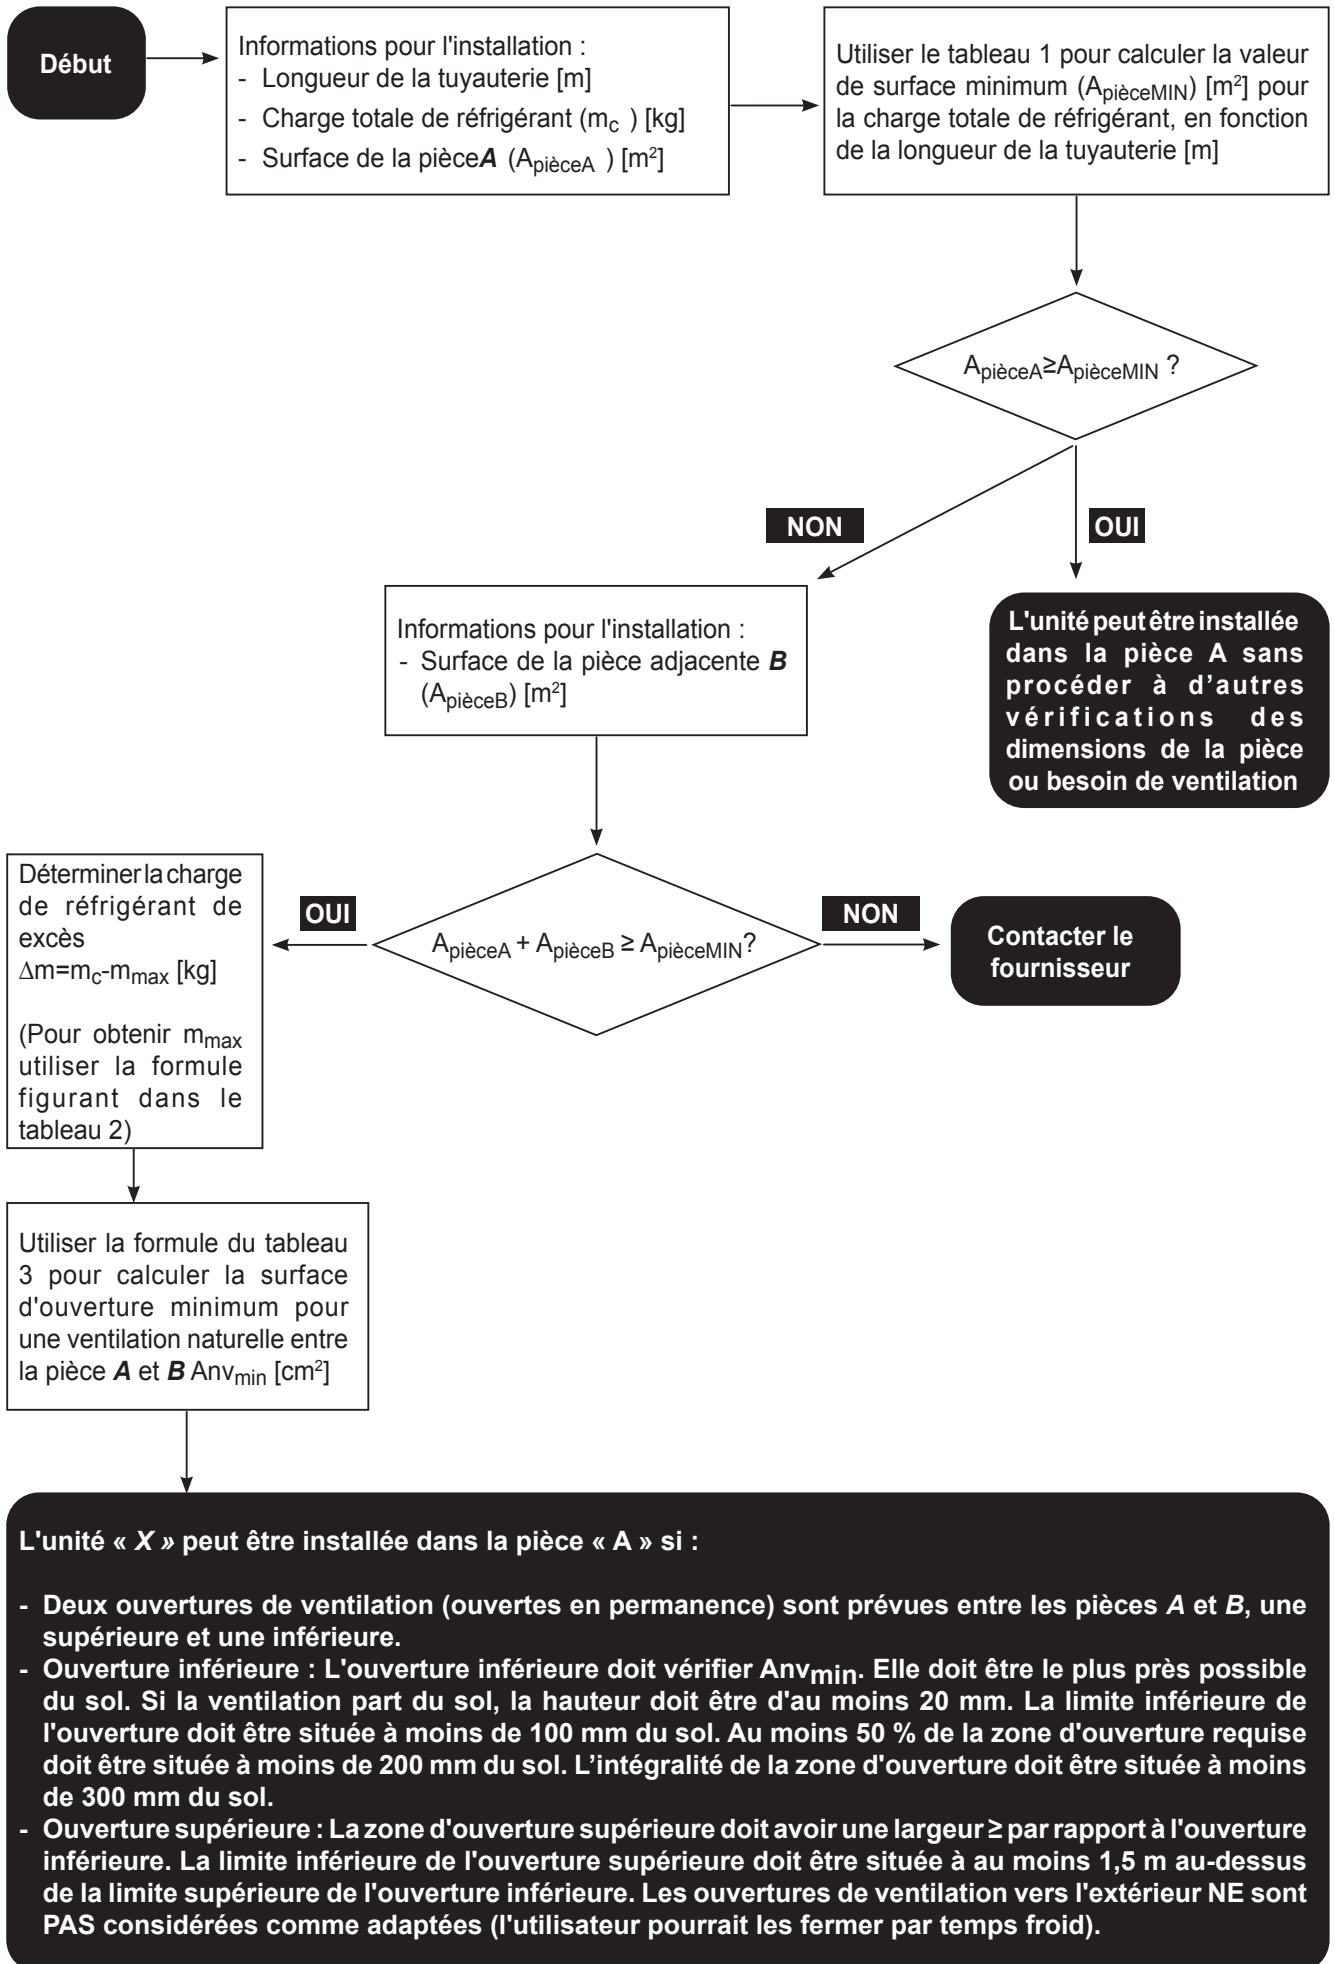 Début
Informations pour l'installation :
- Longueur de la tuyauterie [m]
- Charge totale de réfrigérant (mc ) [kg]
- Surface de la pièceA (ApièceA ) [m²]
Utiliser le tableau 1 pour calculer la valeur
de surface minimum (ApièceMIN) [m²] pour
la charge totale de réfrigérant, en fonction
de la longueur de la tuyauterie [m]
ApièceA≥ApièceMIN ?
NON
OUI
Informations pour l'installation :
- Surface de la pièce adjacente B
(ApièceB) [m²]
L'unité peut être installée
dans la pièce A sans
procéder à d’autres
vérifications des
dimensions de la pièce
ou besoin de ventilation
Déterminer la charge
de réfrigérant de
excès
∆m=mc-mmax [kg]
(Pour obtenir mmax
utiliser la formule
figurant dans le
tableau 2)
OUI
ApièceA + ApièceB ≥ ApièceMIN?
NON
Contacter le
fournisseur
Utiliser la formule du tableau
3 pour calculer la surface
d'ouverture minimum pour
une ventilation naturelle entre
la pièce A et B Anvmin [cm²]
L'unité « X » peut être installée dans la pièce « A » si :
- Deux ouvertures de ventilation (ouvertes en permanence) sont prévues entre les pièces A et B, une
supérieure et une inférieure.
- Ouverture inférieure : L'ouverture inférieure doit vérifier Anvmin. Elle doit être le plus près possible
du sol. Si la ventilation part du sol, la hauteur doit être d'au moins 20 mm. La limite inférieure de
l'ouverture doit être située à moins de 100 mm du sol. Au moins 50 % de la zone d'ouverture requise
doit être située à moins de 200 mm du sol. L’intégralité de la zone d'ouverture doit être située à moins
de 300 mm du sol.
- Ouverture supérieure : La zone d'ouverture supérieure doit avoir une largeur ≥ par rapport à l'ouverture
inférieure. La limite inférieure de l'ouverture supérieure doit être située à au moins 1,5 m au-dessus
de la limite supérieure de l'ouverture inférieure. Les ouvertures de ventilation vers l'extérieur NE sont
PAS considérées comme adaptées (l'utilisateur pourrait les fermer par temps froid).